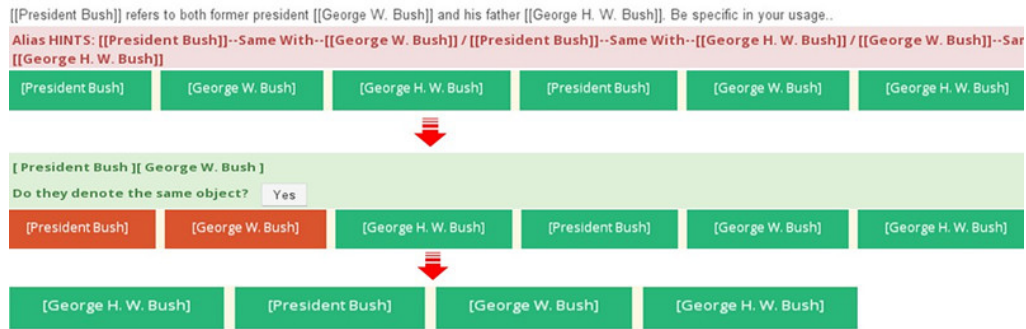 [[President Bush]] refers to both former president [[George W. Bush]] and his father [[George H. W. Bush]]. Be specific in your usage..
Alias HINTS: [[President Bush]]--Same With--[[George W. Bush]] / [[President Bush]]--Same With--[[George H. W. Bush]] / [[George W. Bush]]--Sar
[[George H. W. Bush]]
[President Bush] [George W. Bush] [George H. W. Bush] [President Bush] [George W. Bush] [George H. W. Bush]
[ President Bush ][ George W. Bush ]
Do they denote the same object? Yes
[President Bush] [George W. Bush] [George H. W. Bush] [President Bush] [George W. Bush] [George H. W. Bush]
[George H. W. Bush] [President Bush] [George W. Bush] [George H. W. Bush]